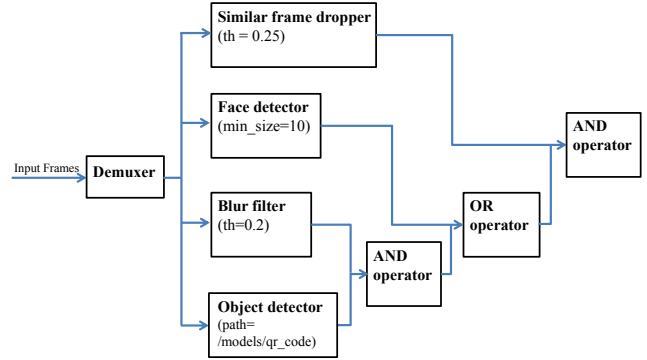 Similar frame dropper
(th = 0.25)
Face detector
(min_size=10)
AND
operator
Input Frames
Demuxer
Blur filter
(th=0.2)
OR
operator
AND
operator
Object detector
(path=
/models/qr_code)